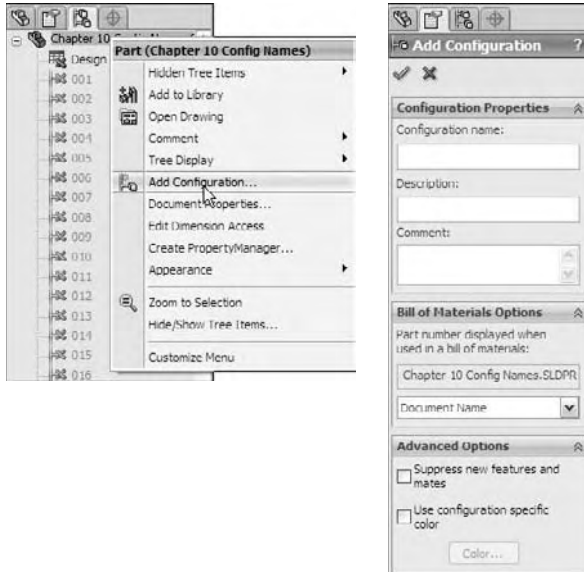 Chapter 10 Config Names
Part (Chapter 10 Config Names)
Design
001
002
003
004
005
006
007
008
009
010
011
012
013
014
015
016
Hidden Tree Items
Add to Library
Open Drawing
Comment
Tree Display
Add Configuration...
Document Properties...
Edit Dimension Access
Create PropertyManager...
Appearance
Zoom to Selection
Hide/Show Tree Items...
Customize Menu
Add Configuration ?
Configuration Properties
Configuration name:
Description:
Comment:
Bill of Materials Options
Part number displayed when
used in a bill of materials:
Chapter 10 Config Names.SLDPR
Document Name
Advanced Options
Suppress new features and
mates
Use configuration specific
color
Color...